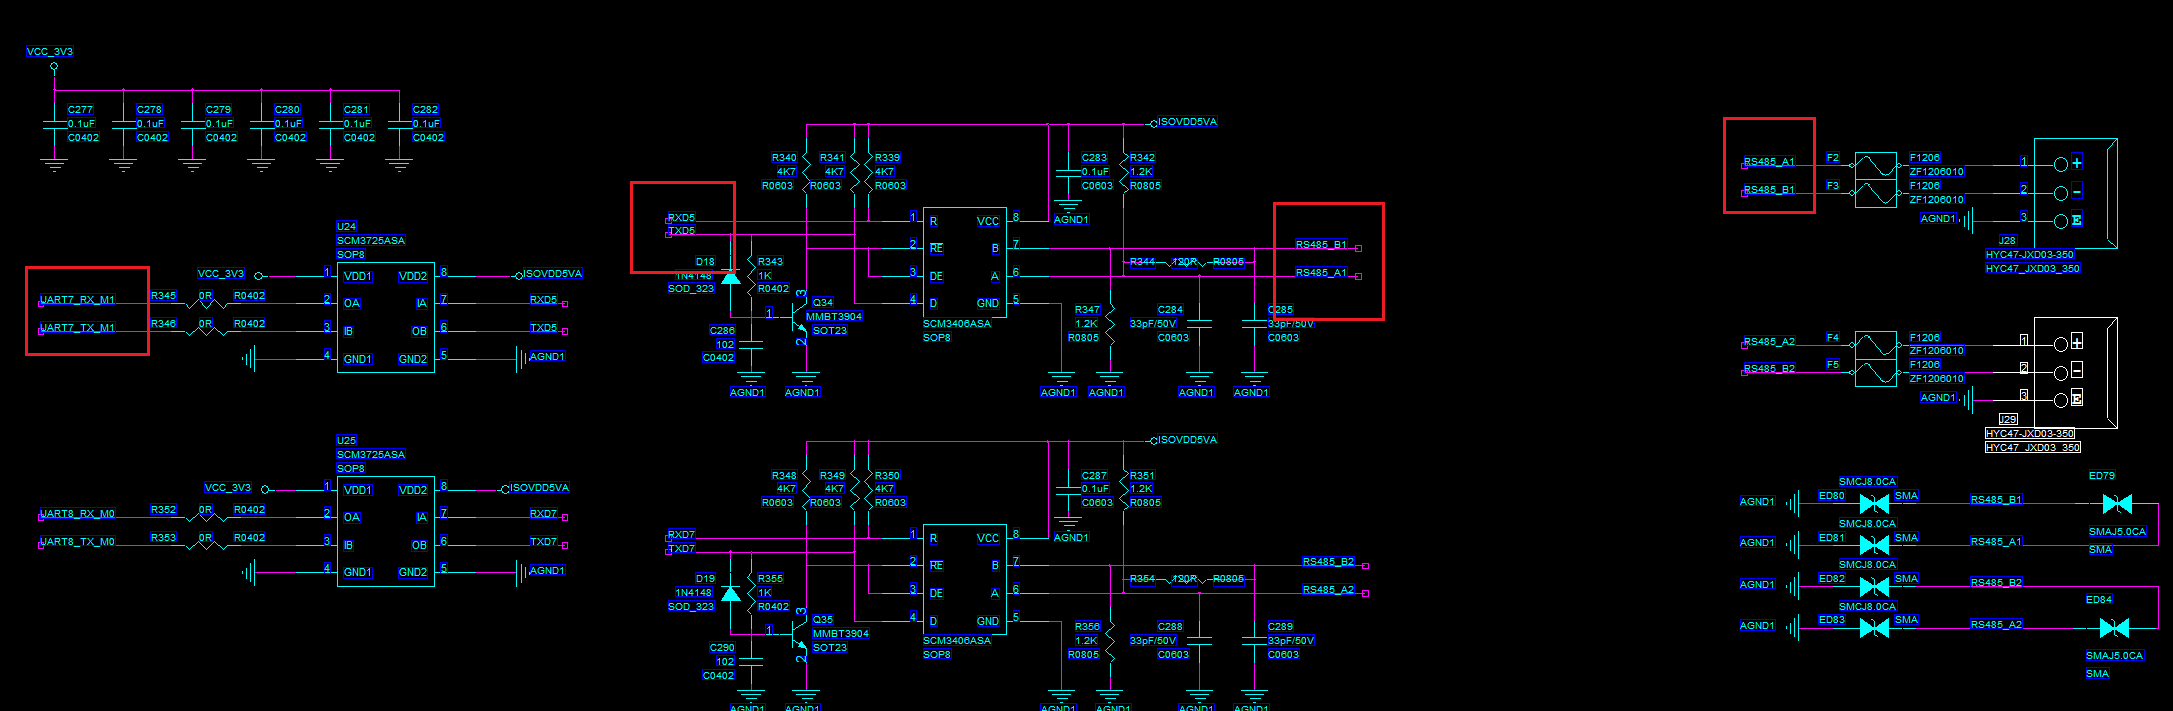 VCC_3V3
C277
0.1uF
C0402
C278
0.1uF
C0402
C279
0.1uF
C0402
C280
0.1uF
C0402
C281
0.1uF
C0402
C282
0.1uF
C0402
U24
SCM3725ASA
SOP8
VCC_3V3
1
VDD1
VDD2
8
ISOVDD5VA
UART7_RX_M1
R345
0R
R0402
2
OA
IA
7
RXD5
UART7_TX_M1
R346
0R
R0402
3
IB
OB
6
TXD5
4
GND1
GND2
5
AGND1
U25
SCM3725ASA
SOP8
VCC_3V3
1
VDD1
VDD2
8
ISOVDD5VA
UART8_RX_M0
R352
0R
R0402
2
OA
IA
7
RXD7
UART8_TX_M0
R353
0R
R0402
3
IB
OB
6
TXD7
4
GND1
GND2
5
AGND1
ISOVDD5VA
R340
4K7
R0603
R341
4K7
R0603
R339
4K7
R0603
C283
0.1uF
C0603
AGND1
R342
1.2K
R0805
RXD5
TXD5
1
R
VCC
8
2
RE
B
7
RS485_B1
3
DE
A
6
RS485_A1
4
D
GND
5
SCM3406ASA
SOP8
D18
1N4148
SOD_323
R343
1K
R0402
3
1
2
Q34
MMBT3904
SOT23
C286
102
C0402
R344
120R
R0805
R347
1.2K
R0805
C284
33pF/50V
C0603
C285
33pF/50V
C0603
AGND1
AGND1
AGND1
AGND1
AGND1
AGND1
ISOVDD5VA
R348
4K7
R0603
R349
4K7
R0603
R350
4K7
R0603
C287
0.1uF
C0603
AGND1
R351
1.2K
R0805
RXD7
TXD7
1
R
VCC
8
2
RE
B
7
RS485_B2
3
DE
A
6
RS485_A2
4
D
GND
5
SCM3406ASA
SOP8
D19
1N4148
SOD_323
R355
1K
R0402
3
1
2
Q35
MMBT3904
SOT23
C290
102
C0402
R354
120R
R0805
R356
1.2K
R0805
C288
33pF/50V
C0603
C289
33pF/50V
C0603
AGND1
AGND1
AGND1
AGND1
AGND1
AGND1
RS485_A1
F2
F1206
ZF1206010
1
+
RS485_B1
F3
F1206
ZF1206010
2
-
AGND1
3
E
J28
HYC47-JXD03-350
HYC47_JXD03_350
RS485_A2
F4
F1206
ZF1206010
1
+
RS485_B2
F5
F1206
ZF1206010
2
-
AGND1
3
E
J29
HYC47-JXD03-350
HYC47_JXD03_350
SMCJ8.0CA
AGND1
ED80
SMA
RS485_B1
ED79
SMCJ8.0CA
SMAJ5.0CA
SMA
AGND1
ED81
SMA
RS485_A1
SMCJ8.0CA
AGND1
ED82
SMA
RS485_B2
SMCJ8.0CA
ED84
AGND1
ED83
SMA
RS485_A2
SMAJ5.0CA
SMA